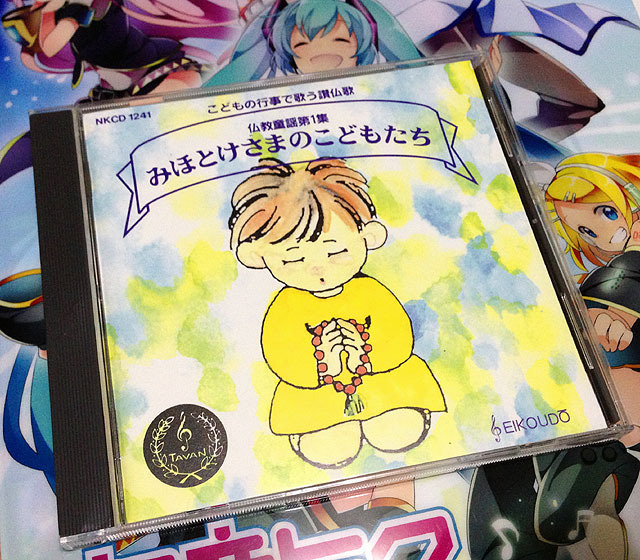 こどもの行事で歌う讃仏歌
NKCD 1241
仏教童謡第1集
みほとけさまのこどもたち
TAVAN
EIKOUDO